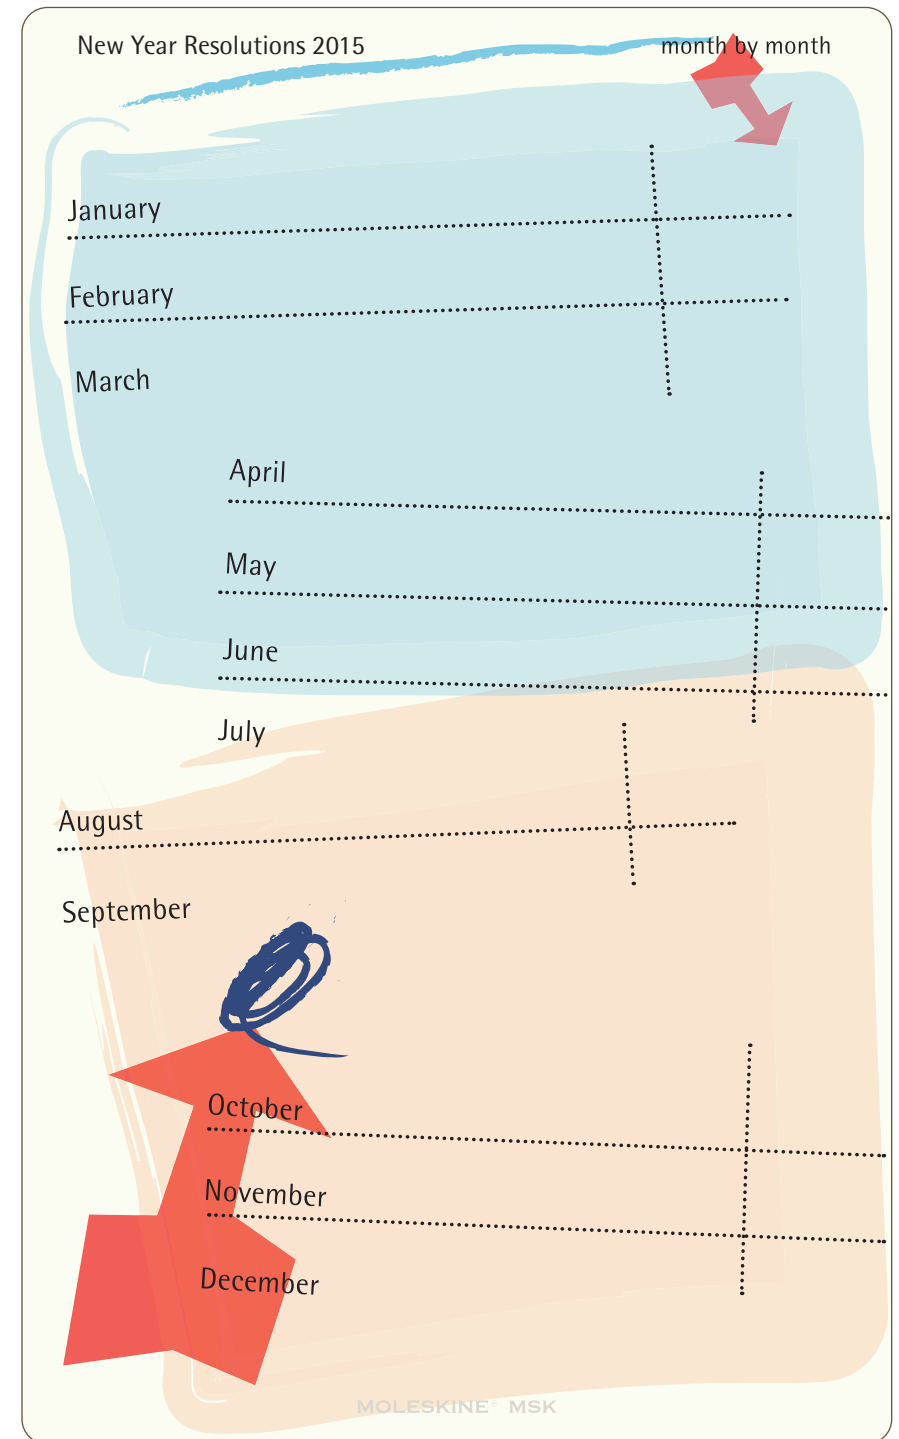 New Year Resolutions 2015 month by month
January
February
March
April
May
June
July
August
September
October
November
December
MOLESKINE® MSK